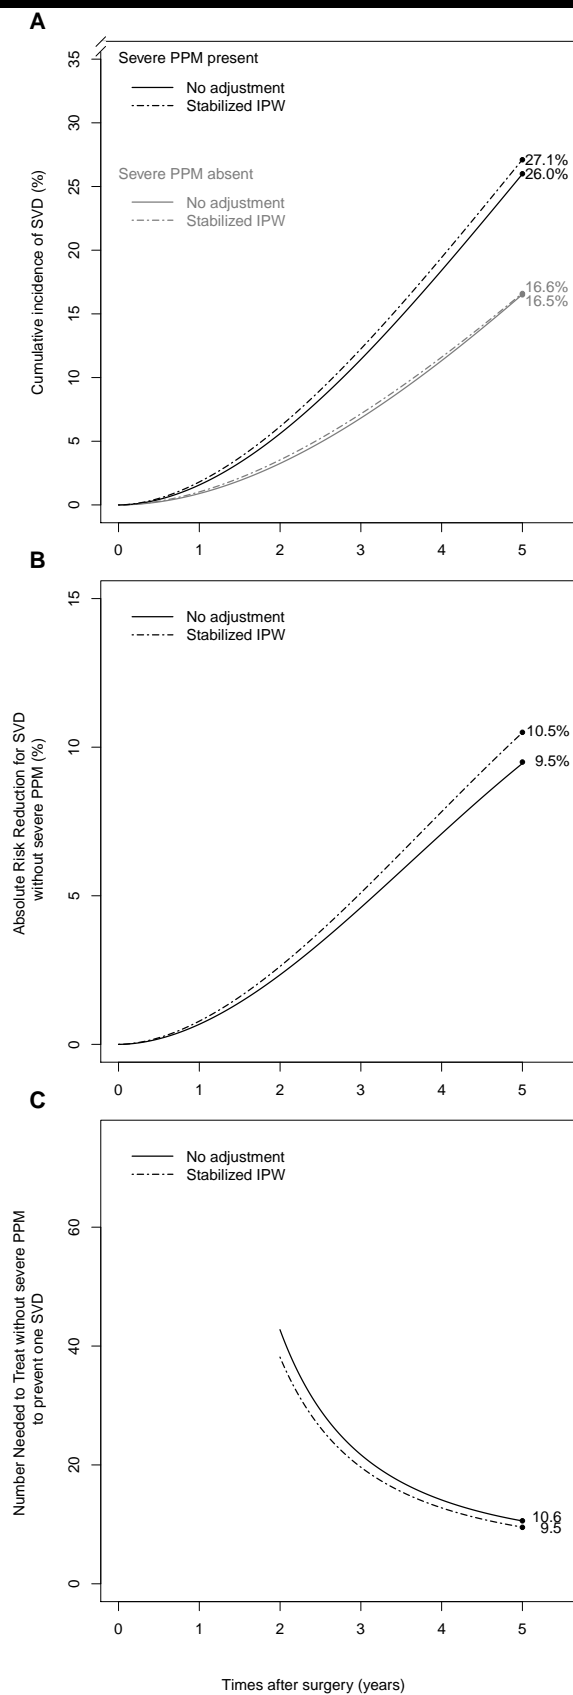 A
Severe PPM present
No adjustment
Stabilized IPW
Severe PPM absent
No adjustment
Stabilized IPW
27.1%
26.0%
16.6%
16.5%
Cumulative incidence of SVD (%)
0
5
10
15
20
25
30
35
0 1 2 3 4 5
B
No adjustment
Stabilized IPW
10.5%
9.5%
Absolute Risk Reduction for SVD
without severe PPM (%)
0
5
10
15
0 1 2 3 4 5
C
No adjustment
Stabilized IPW
10.6
9.5
Number Needed to Treat without severe PPM
to prevent one SVD
0
20
40
60
0 1 2 3 4 5
Times after surgery (years)